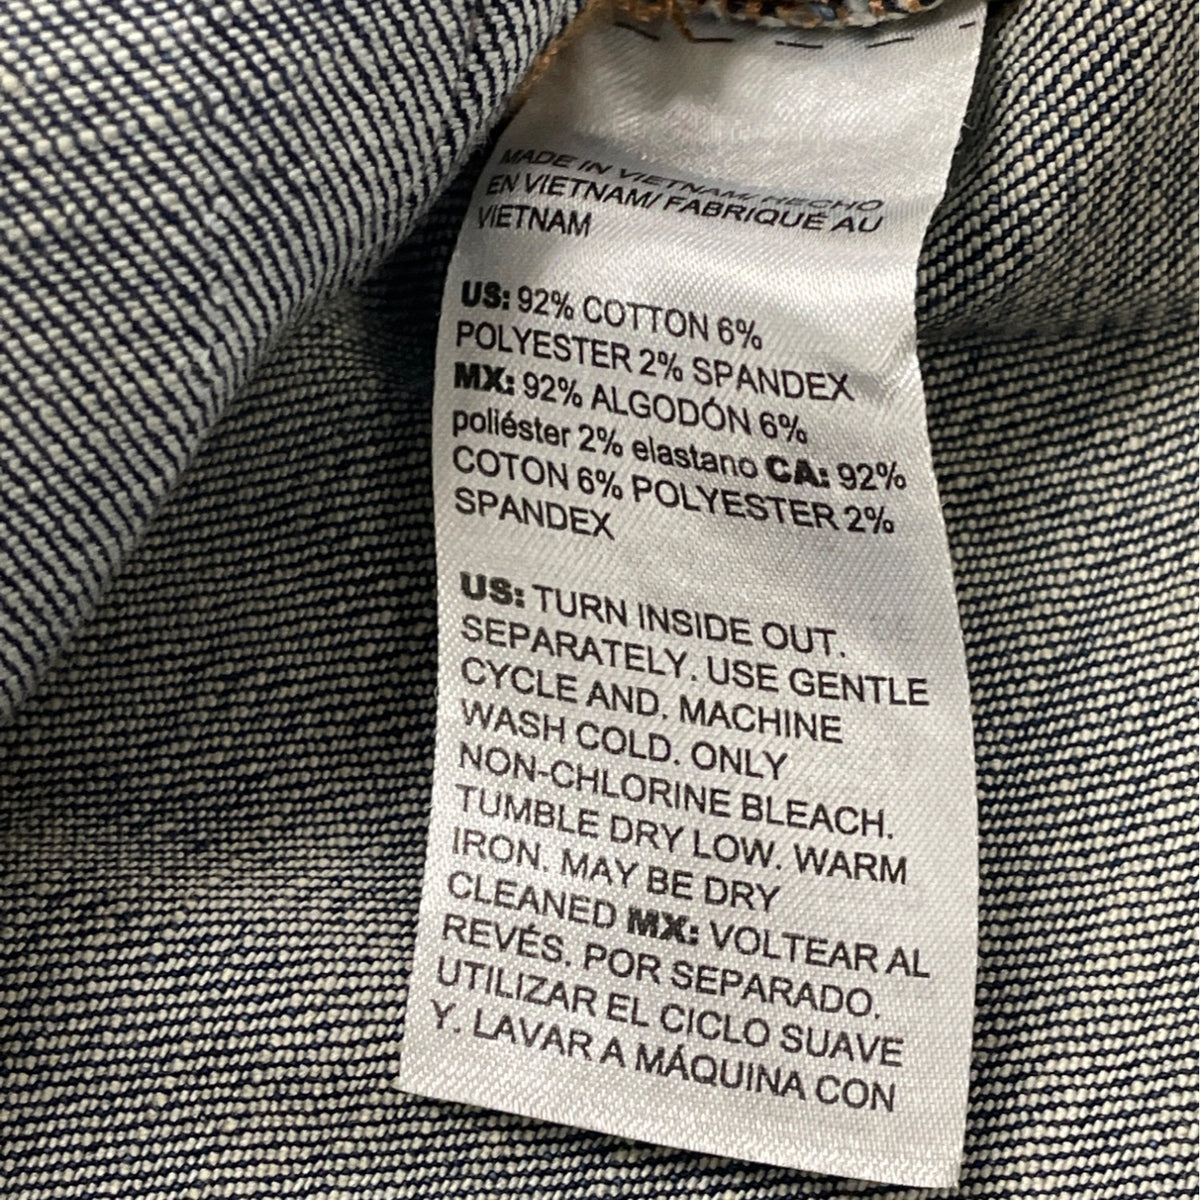 MADE IN VIETNAM/ HECHO
EN VIETNAM/ FABRIQUÉ AU
VIETNAM
US: 92% COTTON 6%
POLYESTER 2% SPANDEX
MX: 92% ALGODÓN 6%
poliéster 2% elastano CA: 92%
COTON 6% POLYESTER 2%
SPANDEX
US: TURN INSIDE OUT.
SEPARATELY. USE GENTLE
CYCLE AND. MACHINE
WASH COLD. ONLY
NON-CHLORINE BLEACH.
TUMBLE DRY LOW. WARM
IRON. MAY BE DRY
CLEANED MX: VOLTEAR AL
REVÉS. POR SEPARADO.
UTILIZAR EL CICLO SUAVE
Y. LAVAR A MÁQUINA CON